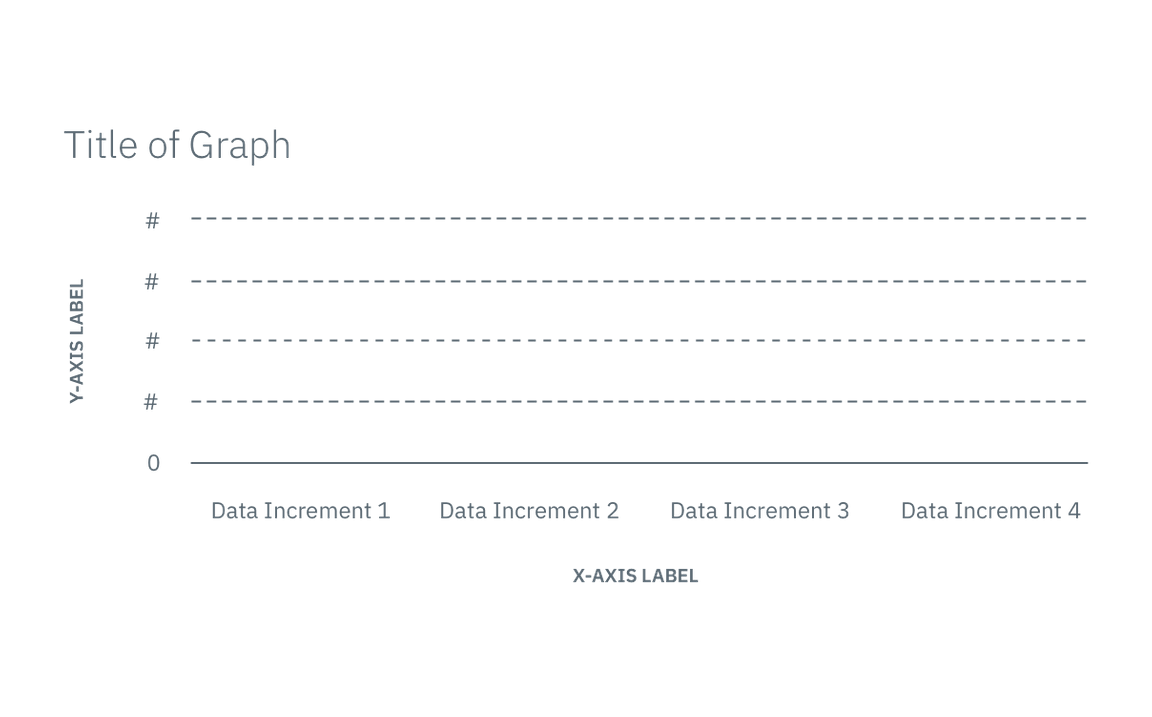 Title of Graph
#
#
#
#
0
Y-AXIS LABEL
Data Increment 1 Data Increment 2 Data Increment 3 Data Increment 4
X-AXIS LABEL